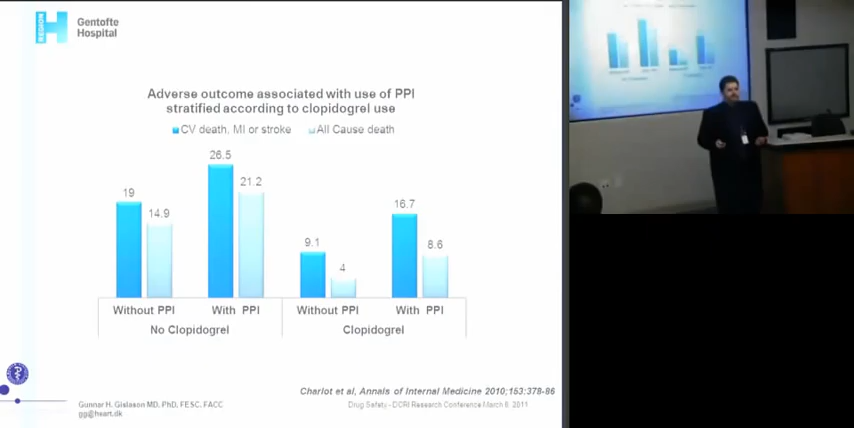 REGION
Gentofte
Hospital
Adverse outcome associated with use of PPI
stratified according to clopidogrel use
CV death, MI or stroke All Cause death
26.5
21.2
19
14.9
16.7
9.1
8.6
4
Without PPI With PPI Without PPI With PPI
No Clopidogrel Clopidogrel
Charlot et al, Annals of Internal Medicine 2010;153:378-86
Gunnar H. Gislason MD, PhD, FESC, FACC
gg@heart.dk
Drug Safety - DCRI Research Conference March 8, 2011